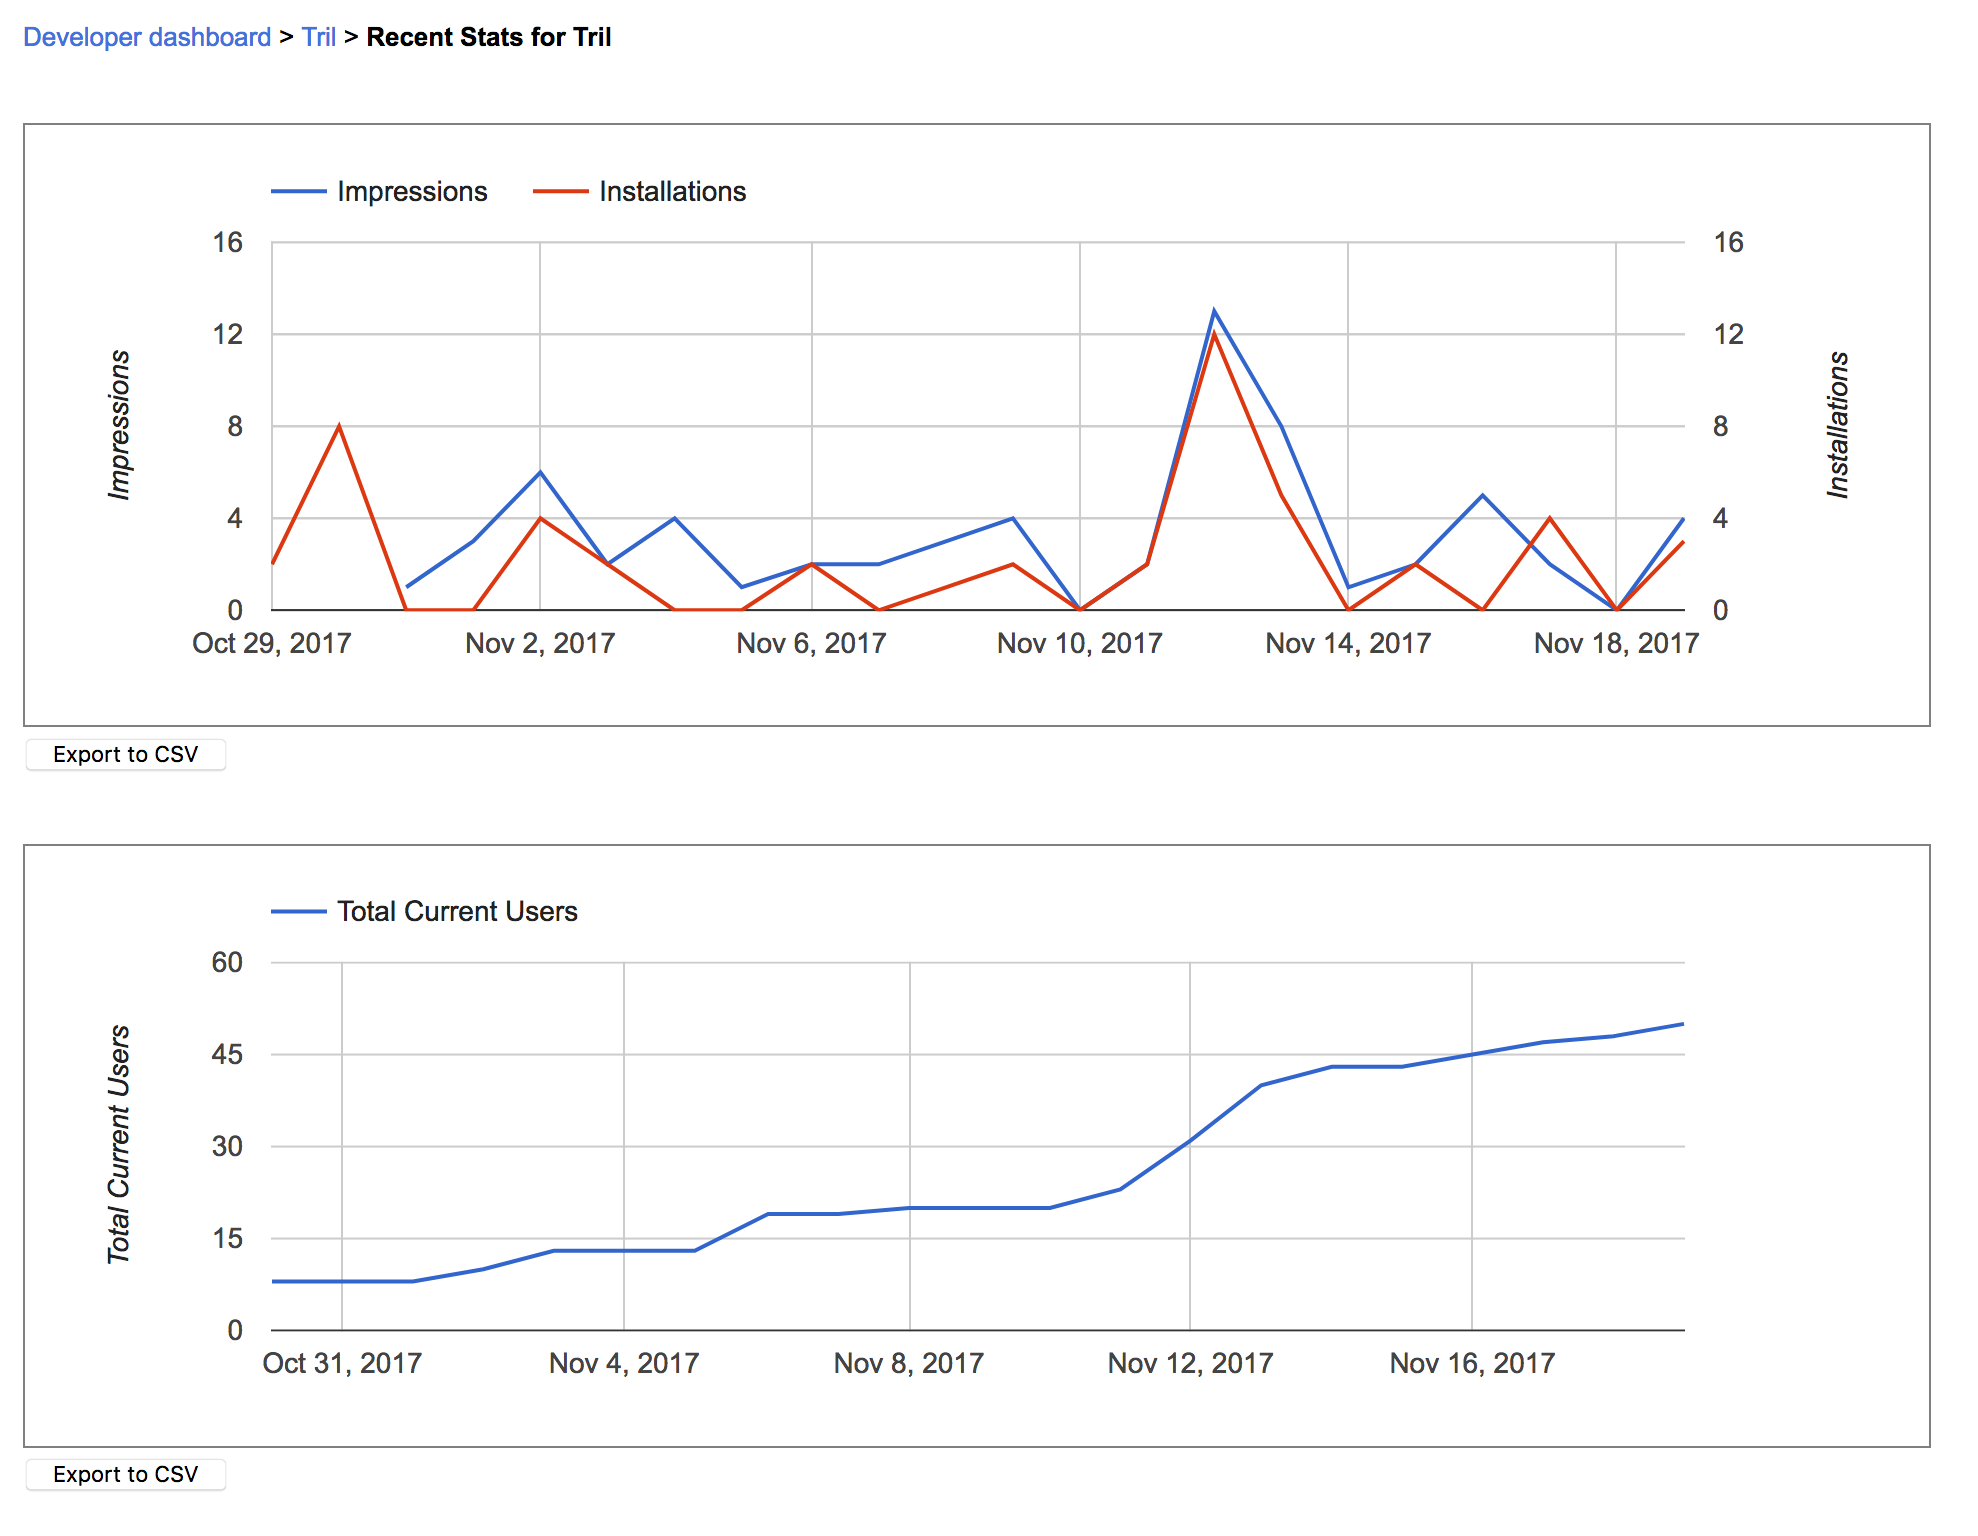 Developer dashboard > Tril > Recent Stats for Tril
Impressions Installations
16 16
12 12
8 8
4 4
0 0
Impressions
Installations
Oct 29, 2017 Nov 2, 2017 Nov 6, 2017 Nov 10, 2017 Nov 14, 2017 Nov 18, 2017
Export to CSV
Total Current Users
60
45
30
15
0
Total Current Users
Oct 31, 2017 Nov 4, 2017 Nov 8, 2017 Nov 12, 2017 Nov 16, 2017
Export to CSV